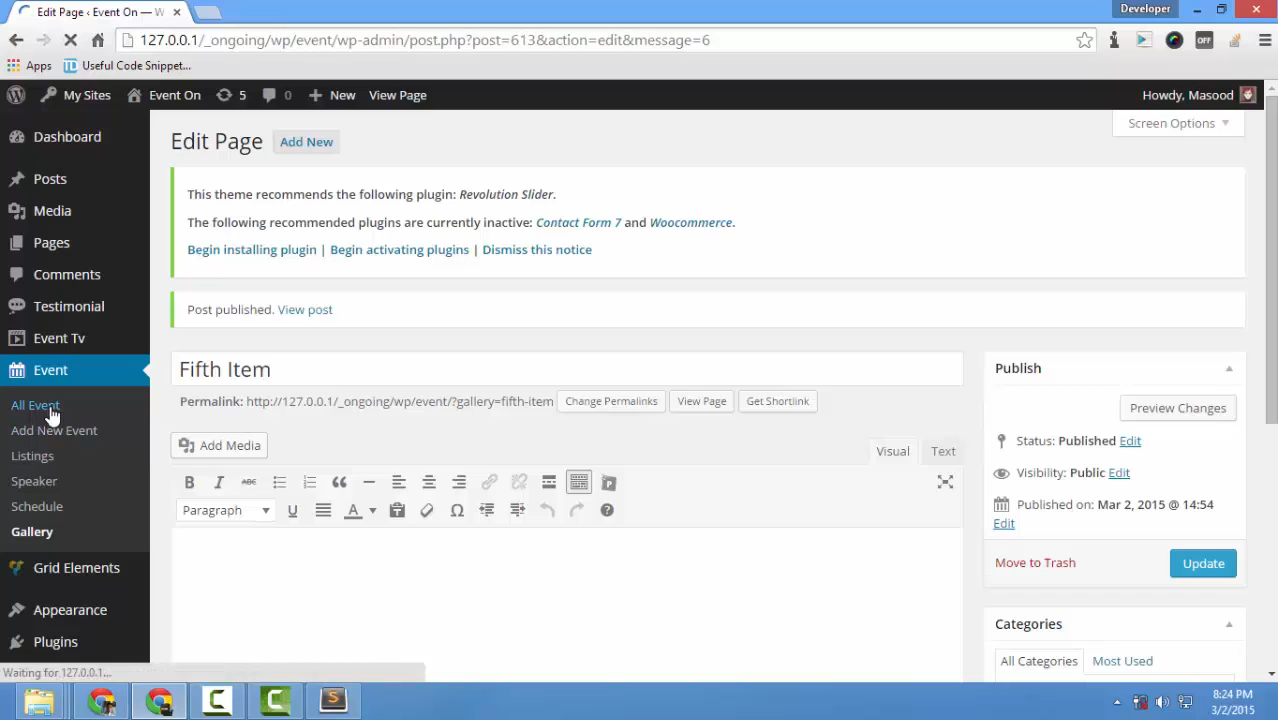 Edit Page ‹ Event On — W
Developer
127.0.0.1/_ongoing/wp/event/wp-admin/post.php?post=613&action=edit&message=6
OFF
Apps
Useful Code Snippet...
My Sites
Event On
5
0
New
View Page
Howdy, Masood
Dashboard
Posts
Media
Pages
Comments
Testimonial
Event Tv
Event
All Event
Add New Event
Listings
Speaker
Schedule
Gallery
Grid Elements
Appearance
Plugins
Edit Page
Add New
Screen Options
This theme recommends the following plugin: Revolution Slider.
The following recommended plugins are currently inactive: Contact Form 7 and Woocommerce.
Begin installing plugin | Begin activating plugins | Dismiss this notice
Post published. View post
Fifth Item
Permalink: http://127.0.0.1/_ongoing/wp/event/?gallery=fifth-item
Change Permalinks
View Page
Get Shortlink
Add Media
Visual
Text
B I ABC
Paragraph
U
A
Publish
Preview Changes
Status: Published Edit
Visibility: Public Edit
Published on: Mar 2, 2015 @ 14:54
Edit
Move to Trash
Update
Categories
All Categories
Most Used
Waiting for 127.0.0.1...
8:24 PM
3/2/2015